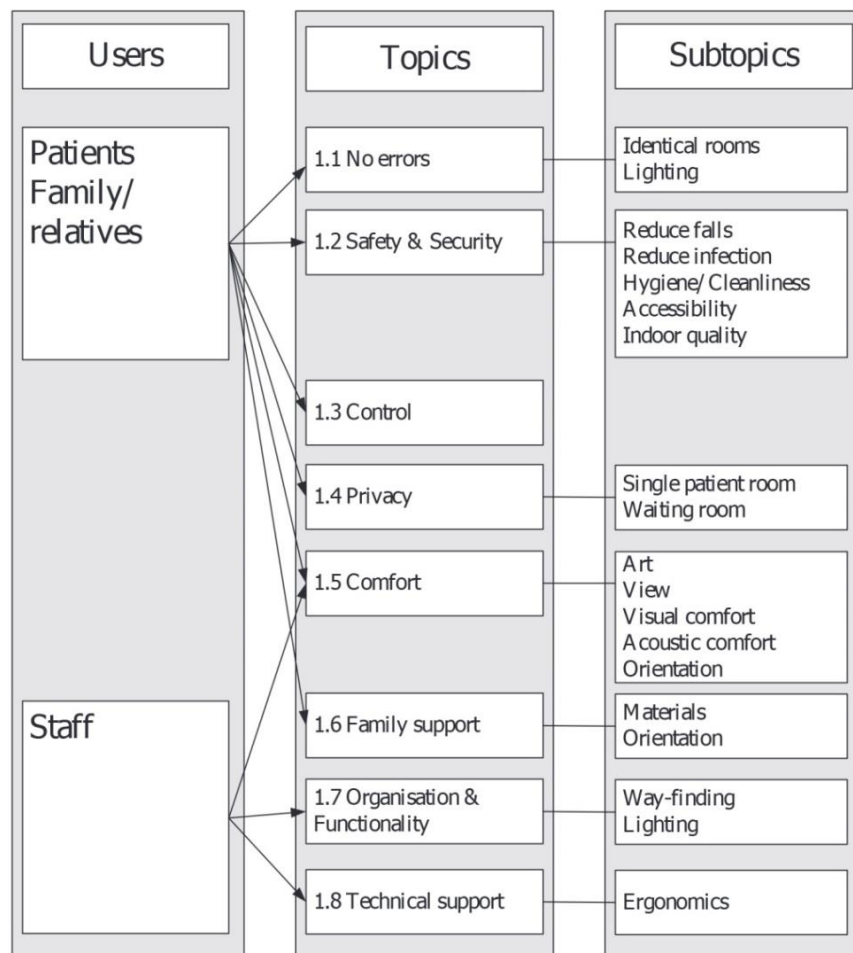 Users
Topics
Subtopics
Patients
Family/
relatives
Staff
1.1 No errors
1.2 Safety & Security
1.3 Control
1.4 Privacy
1.5 Comfort
1.6 Family support
1.7 Organisation &
Functionality
1.8 Technical support
Identical rooms
Lighting
Reduce falls
Reduce infection
Hygiene/ Cleanliness
Accessibility
Indoor quality
Single patient room
Waiting room
Art
View
Visual comfort
Acoustic comfort
Orientation
Materials
Orientation
Way-finding
Lighting
Ergonomics